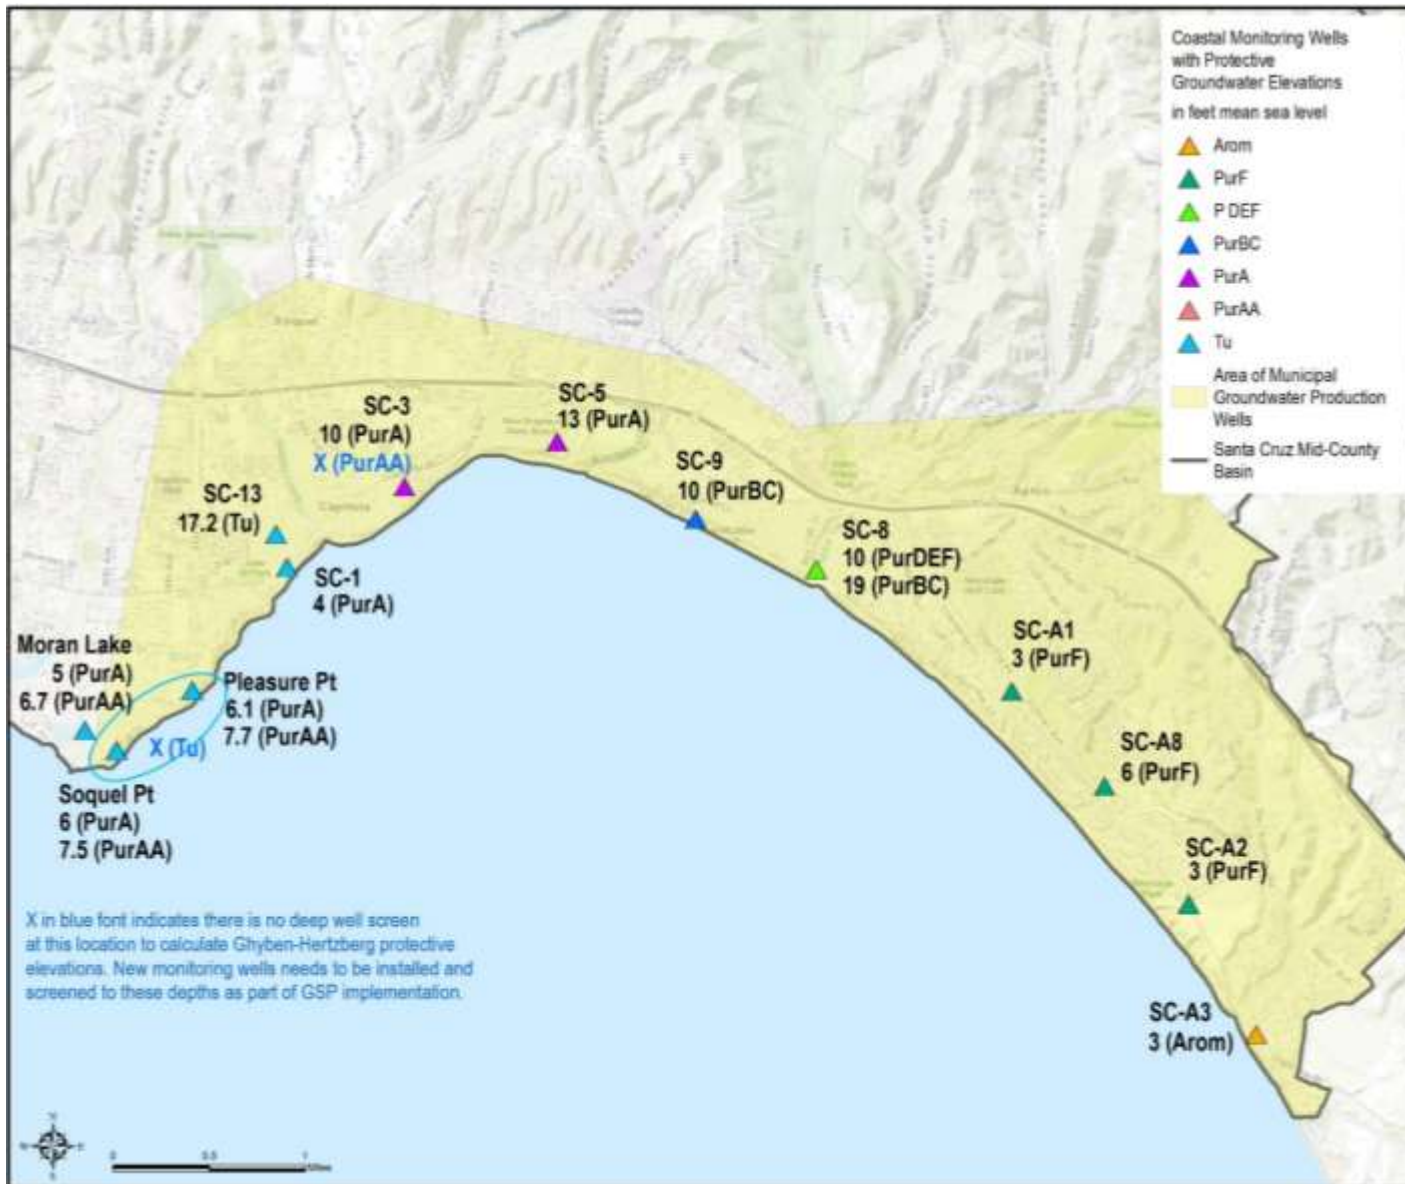 Coastal Monitoring Wells
with Protective
Groundwater Elevations
in feet mean sea level
Arom
PurF
P DEF
PurBC
PurA
PurAA
Tu
Area of Municipal
Groundwater Production
Wells
Santa Cruz Mid-County
Basin
SC-5
13 (PurA)
SC-3
10 (PurA)
X (PurAA)
SC-9
10 (PurBC)
SC-13
17.2 (Tu)
SC-8
10 (PurDEF)
19 (PurBC)
SC-1
4 (PurA)
SC-A1
3 (PurF)
Moran Lake
5 (PurA)
6.7 (PurAA)
Pleasure Pt
6.1 (PurA)
7.7 (PurAA)
X (Tu)
SC-A8
6 (PurF)
Soquel Pt
6 (PurA)
7.5 (PurAA)
SC-A2
3 (PurF)
X in blue font indicates there is no deep well screen
at this location to calculate Ghyben-Hertzberg protective
elevations. New monitoring wells needs to be installed and
screened to these depths as part of GSP implementation.
SC-A3
3 (Arom)
0 0.5 1 Miles